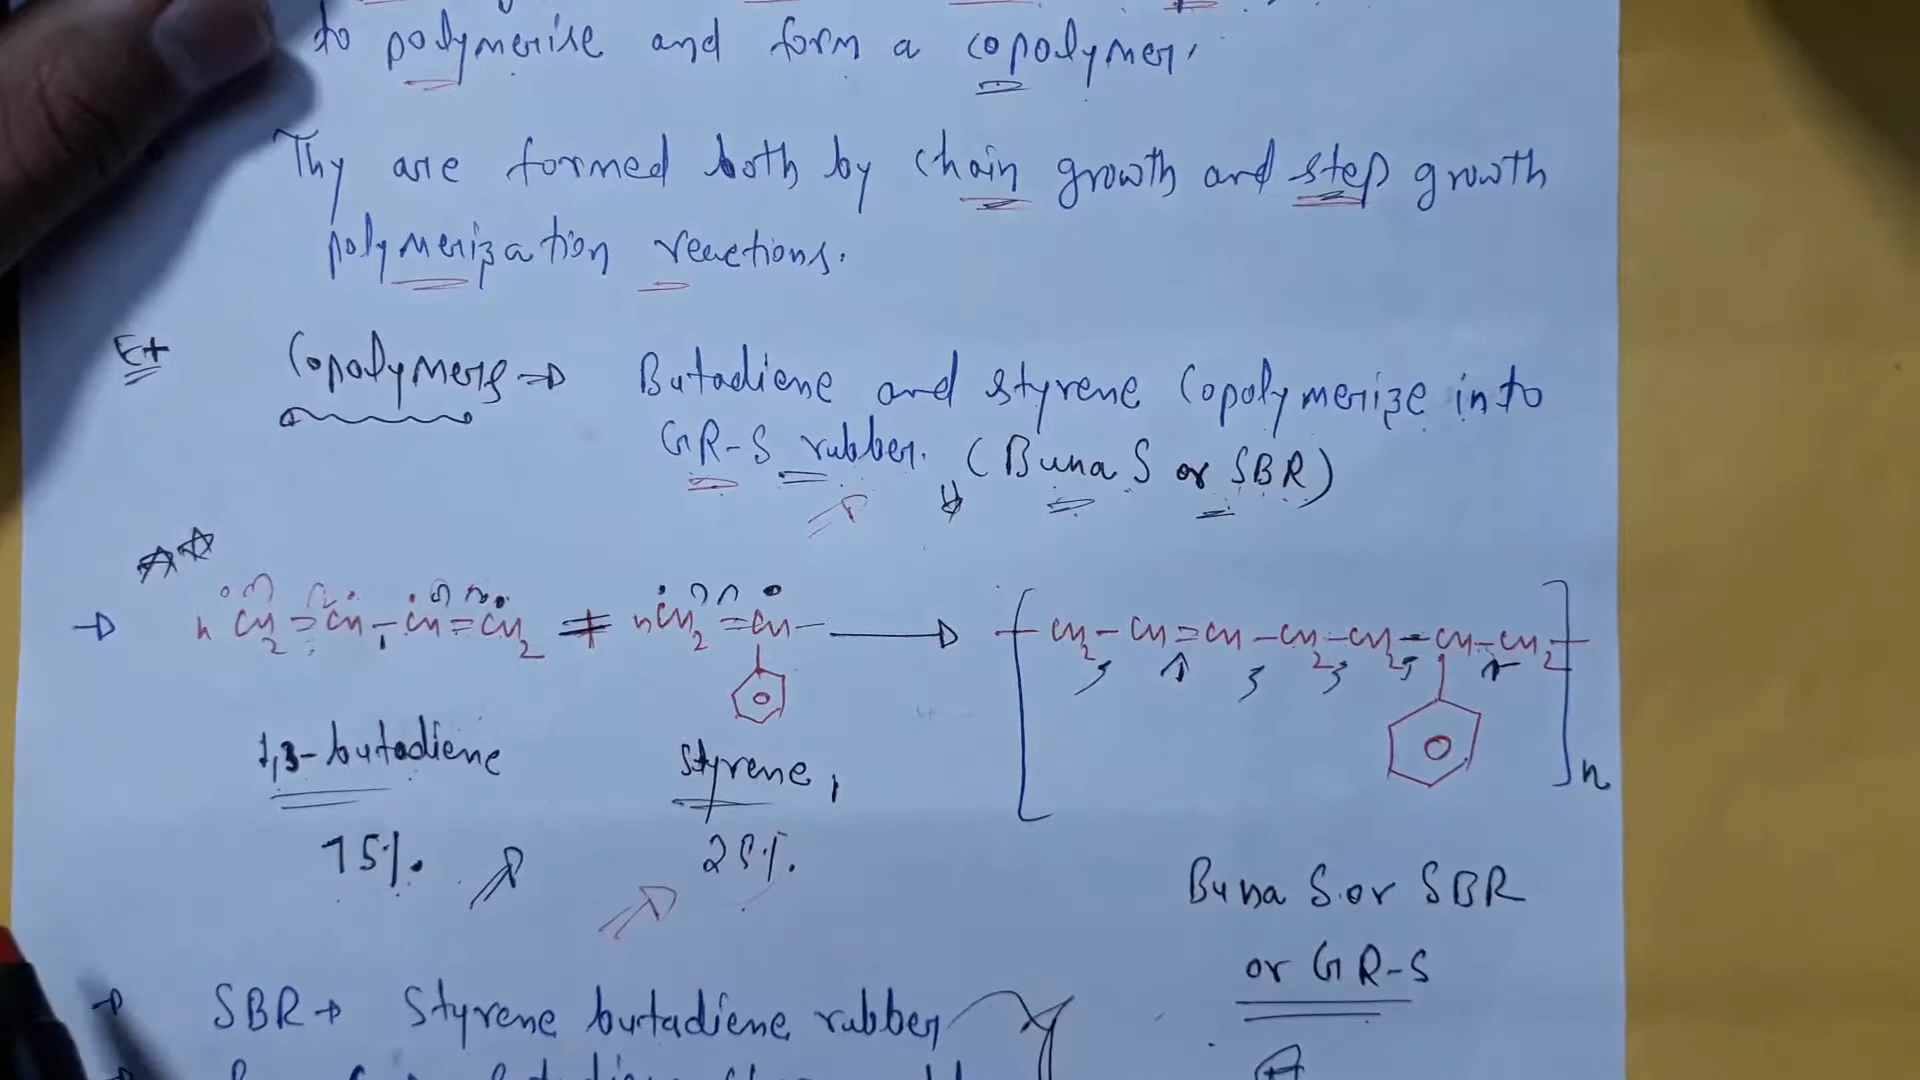 to polymerise and form a copolymer.
They are formed both by chain growth and step growth
polymerization reactions.
Ex Copolymers → Butadiene and styrene copolymerize into
GR-S rubber. (Buna S or SBR)
→ n CH2=CH-CH=CH2 + nCH2=CH- → [CH2-CH=CH-CH2-CH2-CH-CH2]n
1,3-butadiene styrene,
75%. 25%.
Buna S or SBR
or GR-S
→ SBR → Styrene butadiene rubber